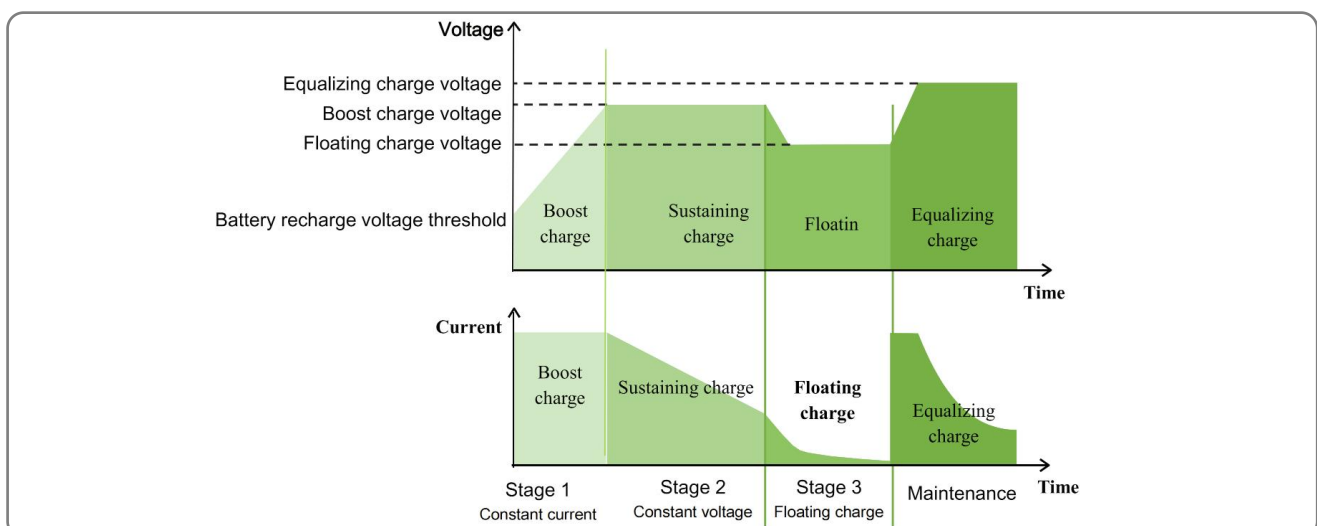 Voltage
Equalizing charge voltage
Boost charge voltage
Floating charge voltage
Battery recharge voltage threshold
Boost
charge
Sustaining
charge
Floatin
Equalizing
charge
Time
Current
Boost
charge
Sustaining charge
Floating
charge
Equalizing
charge
Time
Stage 1
Constant current
Stage 2
Constant voltage
Stage 3
Floating charge
Maintenance